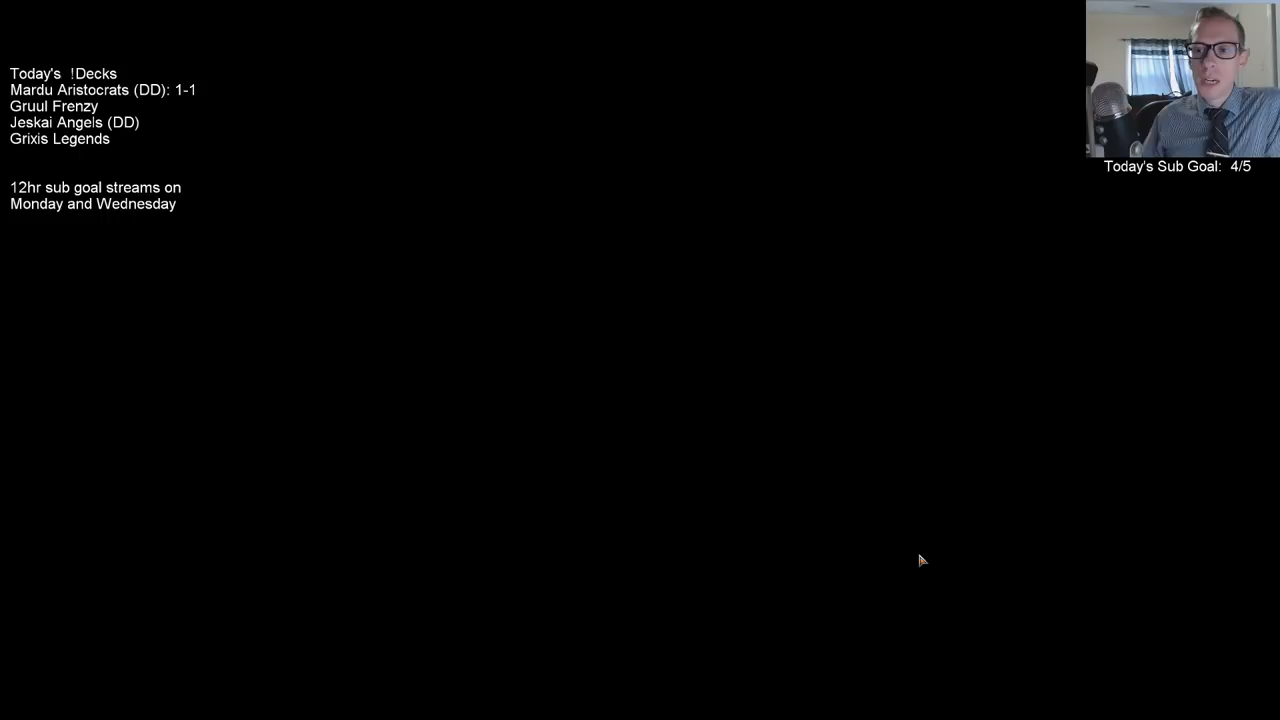 Today's !Decks
Mardu Aristocrats (DD): 1-1
Gruul Frenzy
Jeskai Angels (DD)
Grixis Legends
12hr sub goal streams on
Monday and Wednesday
Today's Sub Goal: 4/5